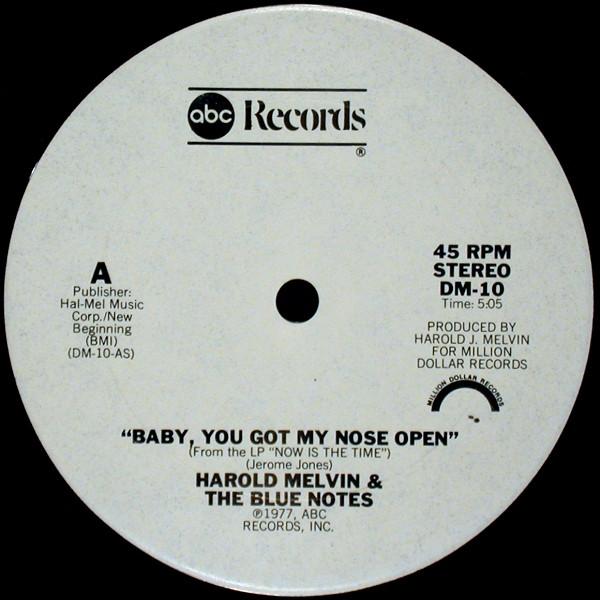 abc Records
®
A
Publisher:
Hal-Mel Music
Corp./New
Beginning
(BMI)
(DM-10-AS)
45 RPM
STEREO
DM-10
Time: 5:05
PRODUCED BY
HAROLD J. MELVIN
FOR MILLION
DOLLAR RECORDS
MILLION DOLLAR RECORDS
"BABY, YOU GOT MY NOSE OPEN"
(From the LP "NOW IS THE TIME")
(Jerome Jones)
HAROLD MELVIN &
THE BLUE NOTES
℗1977, ABC
RECORDS, INC.